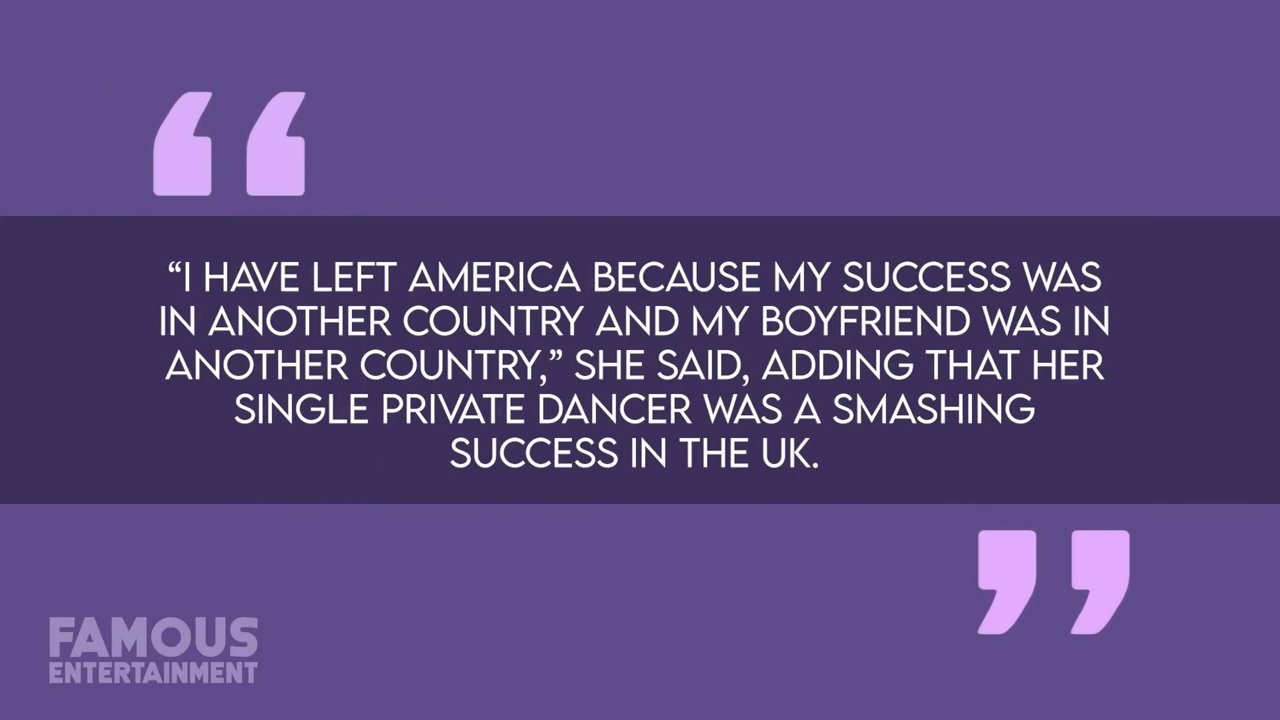 “I HAVE LEFT AMERICA BECAUSE MY SUCCESS WAS
IN ANOTHER COUNTRY AND MY BOYFRIEND WAS IN
ANOTHER COUNTRY,” SHE SAID, ADDING THAT HER
SINGLE PRIVATE DANCER WAS A SMASHING
SUCCESS IN THE UK.
FAMOUS
ENTERTAINMENT